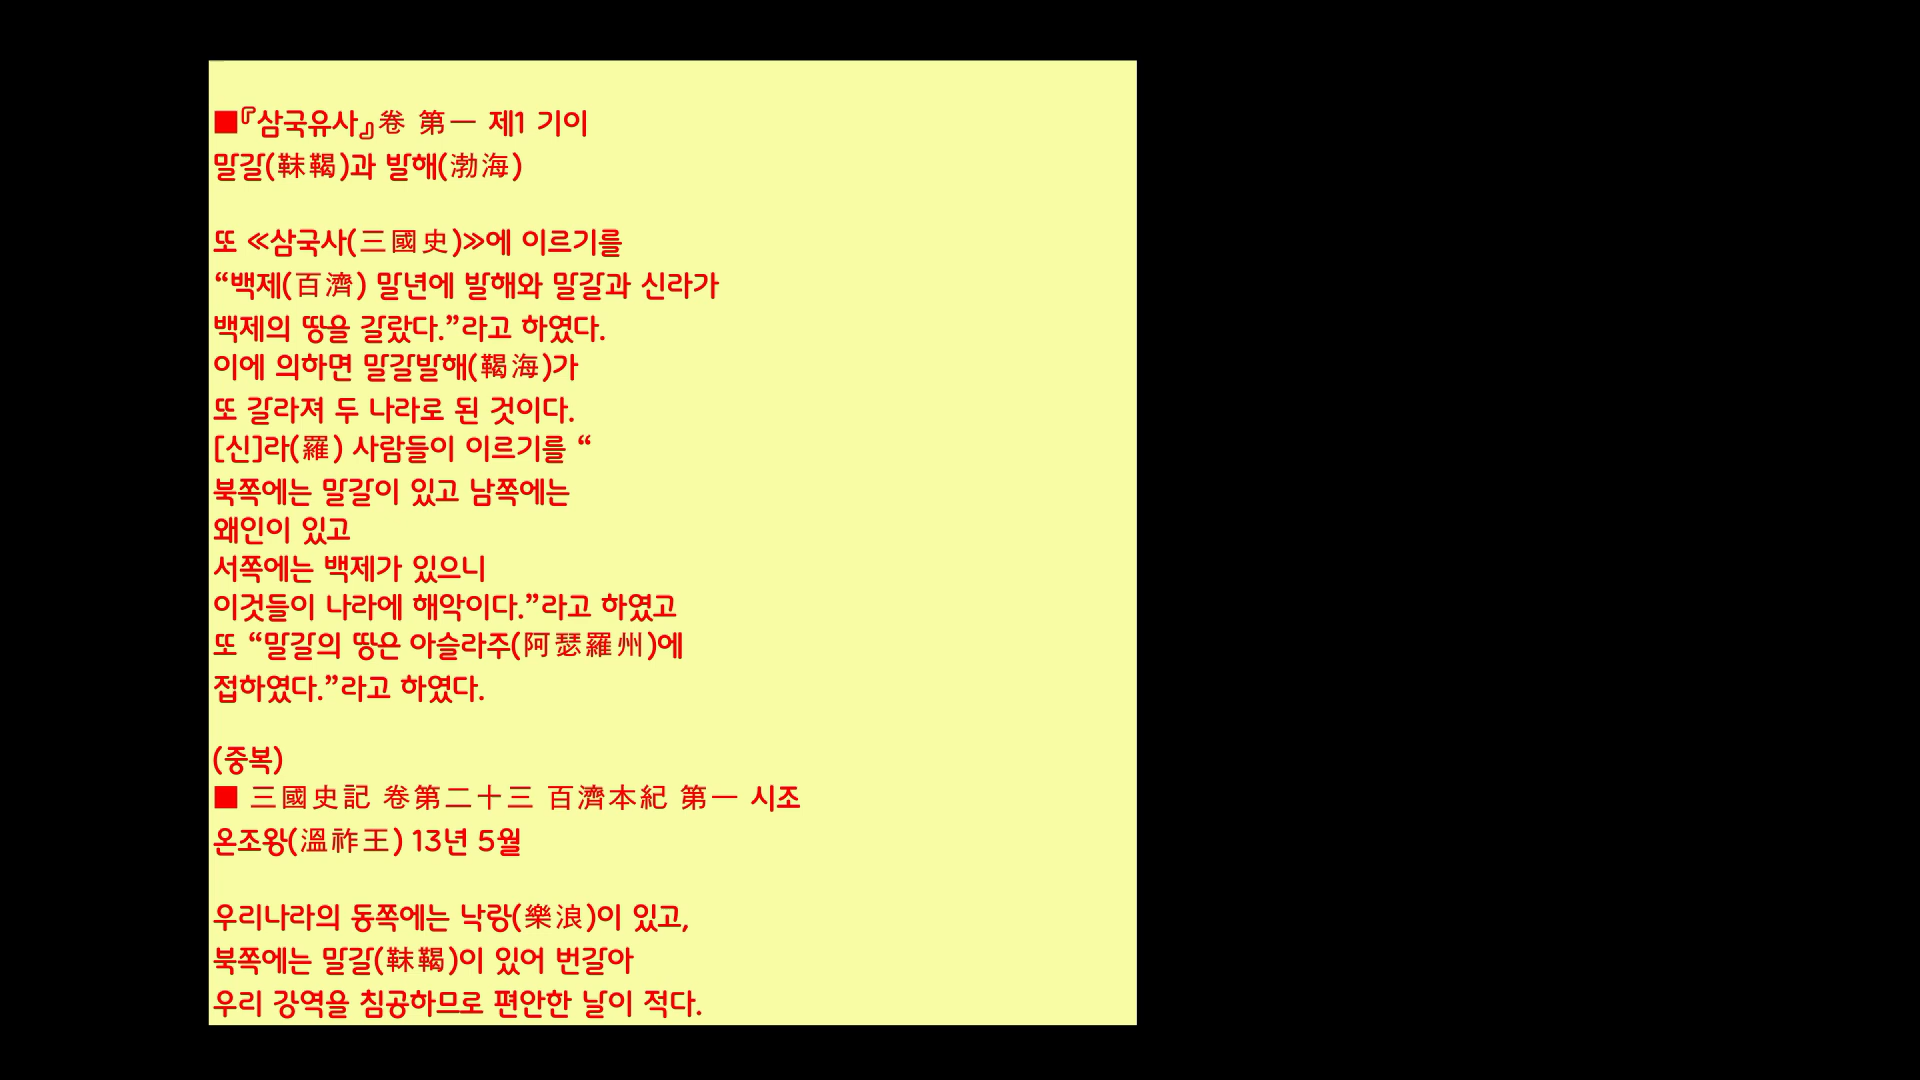 ■『삼국유사』卷 第一 제1 기이
말갈(靺鞨)과 발해(渤海)
또 ≪삼국사(三國史)≫에 이르기를
“백제(百濟) 말년에 발해와 말갈과 신라가
백제의 땅을 갈랐다.”라고 하였다.
이에 의하면 말갈발해(鞨海)가
또 갈라져 두 나라로 된 것이다.
[신]라(羅) 사람들이 이르기를 “
북쪽에는 말갈이 있고 남쪽에는
왜인이 있고
서쪽에는 백제가 있으니
이것들이 나라에 해악이다.”라고 하였고
또 “말갈의 땅은 아슬라주(阿瑟羅州)에
접하였다.”라고 하였다.
(중복)
■ 三國史記 卷第二十三 百濟本紀 第一 시조
온조왕(溫祚王) 13년 5월
우리나라의 동쪽에는 낙랑(樂浪)이 있고,
북쪽에는 말갈(靺鞨)이 있어 번갈아
우리 강역을 침공하므로 편안한 날이 적다.